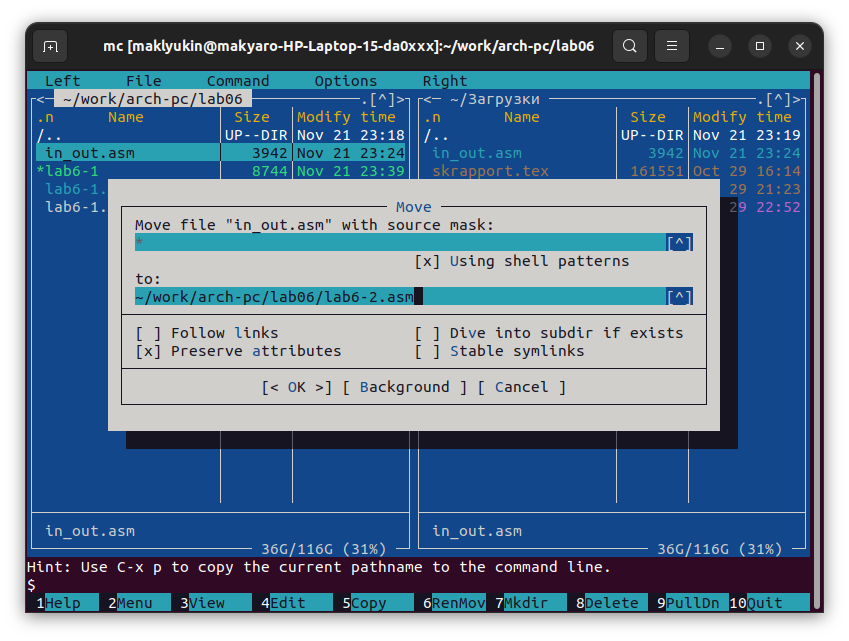 mc [maklyukin@makyaro-HP-Laptop-15-da0xxx]:~/work/arch-pc/lab06
Left File Command Options Right
<─ ~/work/arch-pc/lab06 ─.[^]>
.n Name Size Modify time
/.. UP--DIR Nov 21 23:18
in_out.asm 3942 Nov 21 23:24
*lab6-1 8744 Nov 21 23:39
lab6-1.
lab6-1.
<─ ~/Загрузки ─.[^]>
.n Name Size Modify time
/.. UP--DIR Nov 21 23:19
in_out.asm 3942 Nov 21 23:24
skrapport.tex 161551 Oct 29 16:14
29 21:23
29 22:52
Move
Move file "in_out.asm" with source mask:
* [^]
[x] Using shell patterns
to:
~/work/arch-pc/lab06/lab6-2.asm [^]
[ ] Follow links [ ] Dive into subdir if exists
[x] Preserve attributes [ ] Stable symlinks
[< OK >] [ Background ] [ Cancel ]
in_out.asm
36G/116G (31%)
in_out.asm
36G/116G (31%)
Hint: Use C-x p to copy the current pathname to the command line.
$
1Help 2Menu 3View 4Edit 5Copy 6RenMov 7Mkdir 8Delete 9PullDn 10Quit